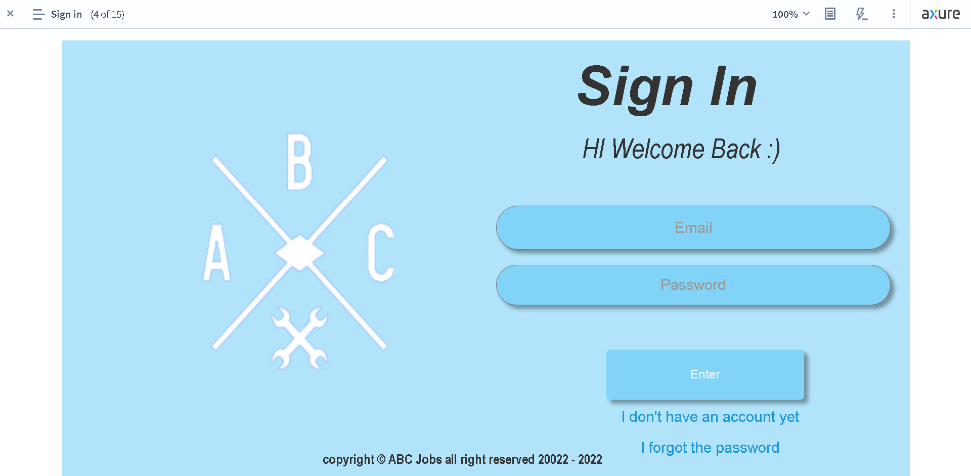 × Sign in (4 of 15) 100% axure
Sign In
HI Welcome Back :)
B
A C
Email
Password
Enter
I don't have an account yet
I forgot the password
copyright © ABC Jobs all right reserved 20022 - 2022